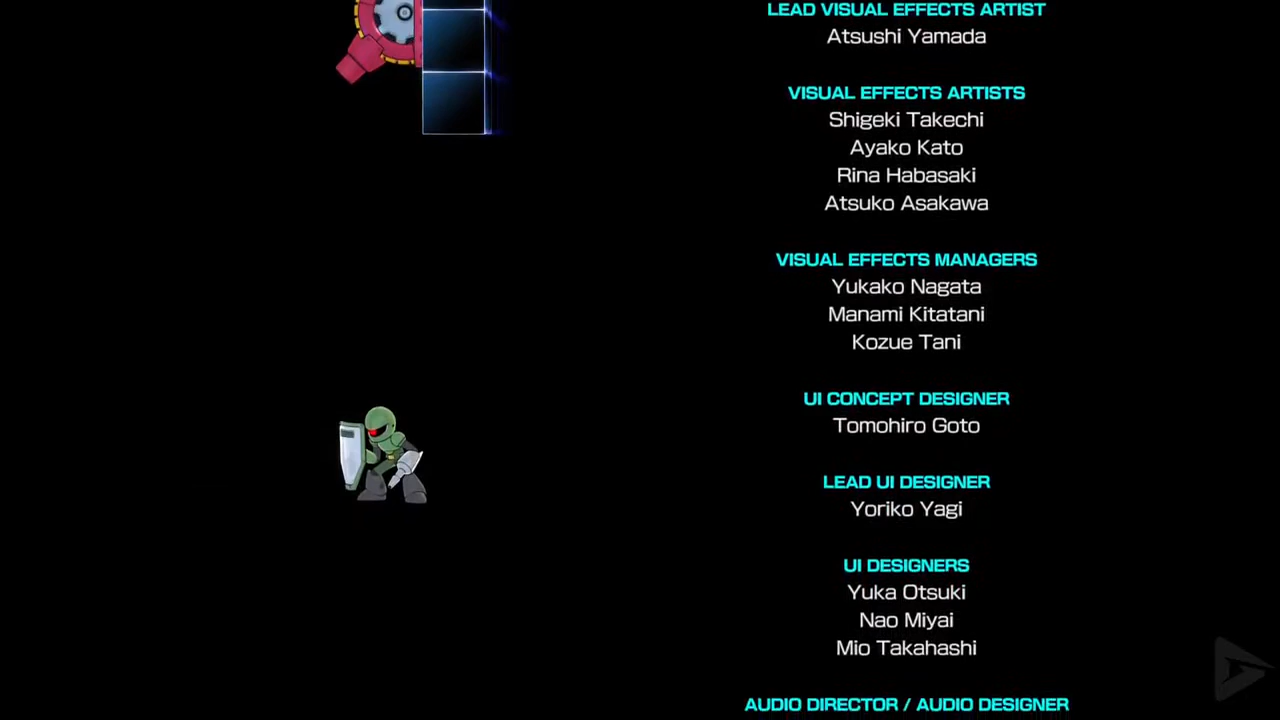 LEAD VISUAL EFFECTS ARTIST
Atsushi Yamada
VISUAL EFFECTS ARTISTS
Shigeki Takechi
Ayako Kato
Rina Habasaki
Atsuko Asakawa
VISUAL EFFECTS MANAGERS
Yukako Nagata
Manami Kitatani
Kozue Tani
UI CONCEPT DESIGNER
Tomohiro Goto
LEAD UI DESIGNER
Yoriko Yagi
UI DESIGNERS
Yuka Otsuki
Nao Miyai
Mio Takahashi
AUDIO DIRECTOR / AUDIO DESIGNER